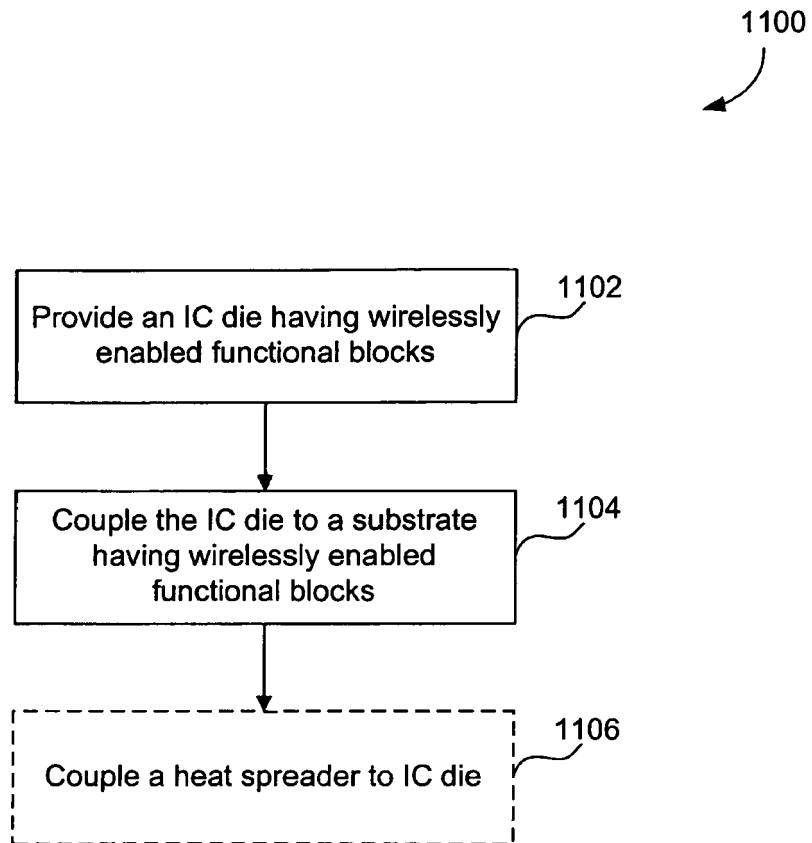 1100
1102
Provide an IC die having wirelessly
enabled functional blocks
1104
Couple the IC die to a substrate
having wirelessly enabled
functional blocks
1106
Couple a heat spreader to IC die